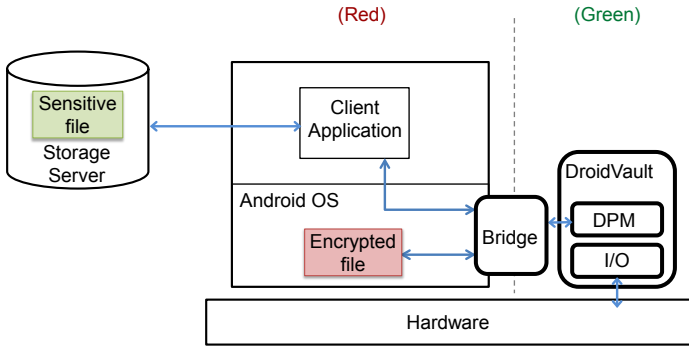 (Red)
(Green)
Sensitive
file
Storage
Server
Client
Application
Android OS
Encrypted
file
Bridge
DroidVault
DPM
I/O
Hardware